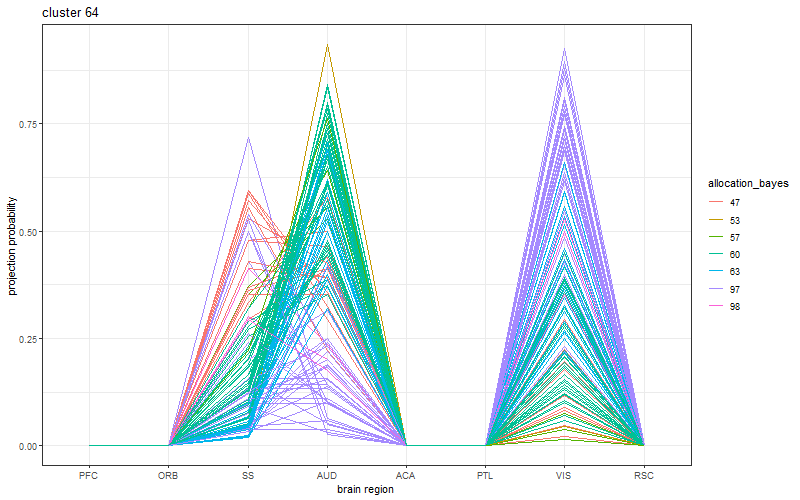 cluster 64
projection probability
0.75
0.50
0.25
0.00
PFC ORB SS AUD ACA PTL VIS RSC
brain region
allocation_bayes
47
53
57
60
63
97
98